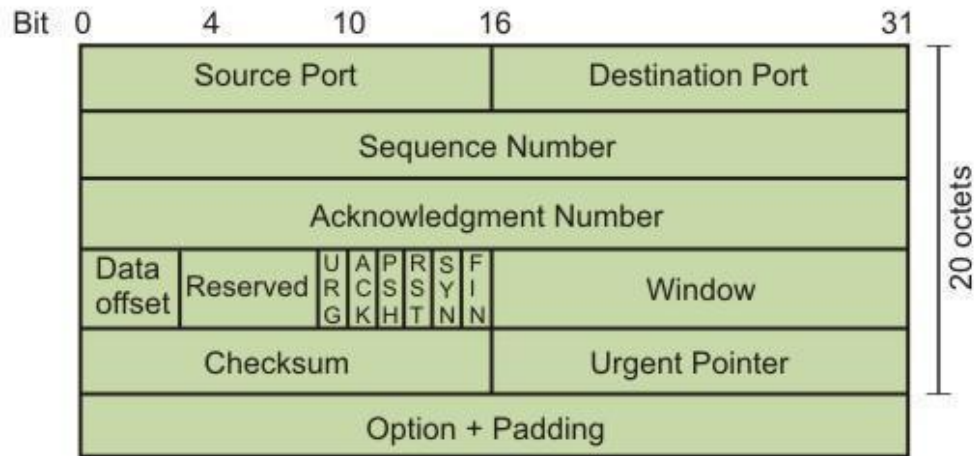 Bit 0 4 10 16 31
Source Port Destination Port
Sequence Number
Acknowledgment Number
Data offset Reserved URG ACK PSH RST SYN FIN Window
Checksum Urgent Pointer
Option + Padding
20 octets